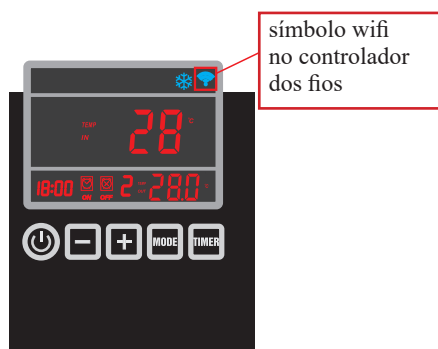 símbolo wifi
no controlador
dos fios
TEMP
IN
28 °C
18:00 ON OFF 2 28.0
MODE TIMER